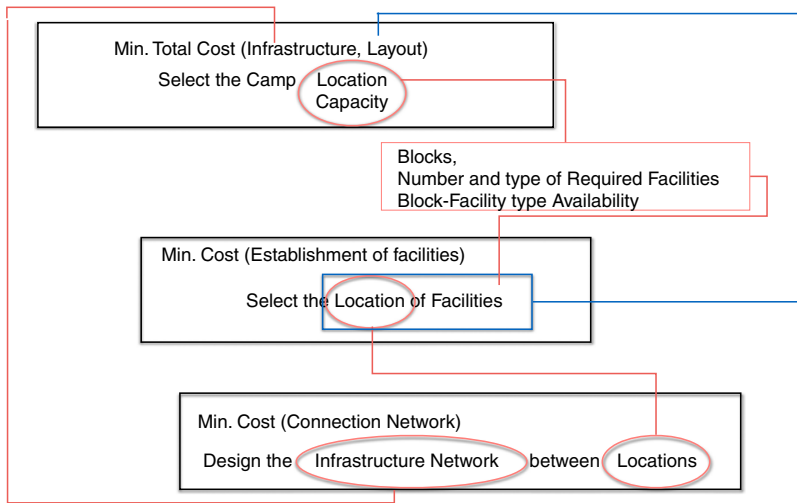 Min. Total Cost (Infrastructure, Layout)
Select the Camp Location
Capacity
Blocks,
Number and type of Required Facilities
Block-Facility type Availability
Min. Cost (Establishment of facilities)
Select the Location of Facilities
Min. Cost (Connection Network)
Design the Infrastructure Network between Locations